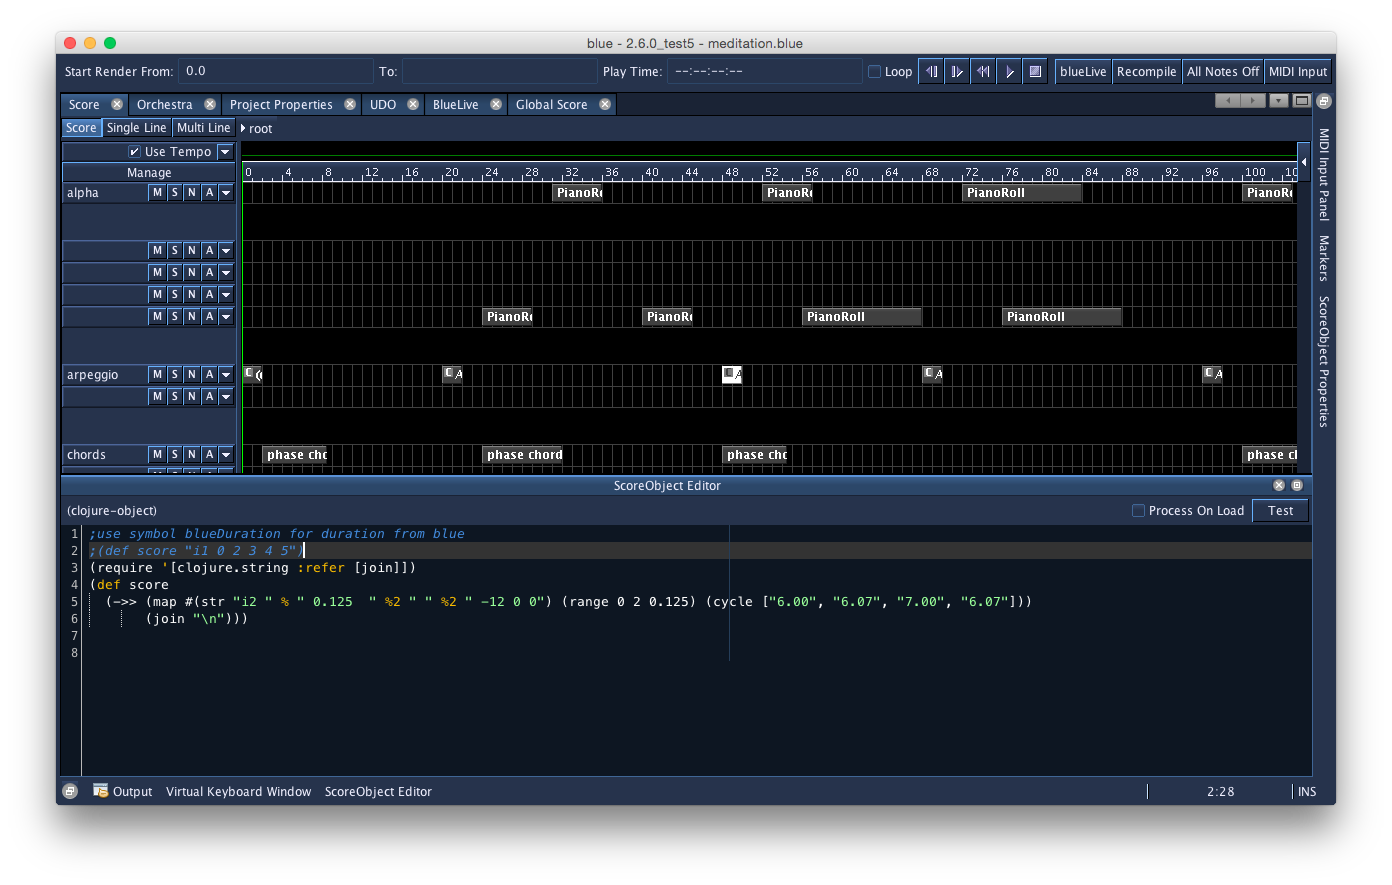 blue - 2.6.0_test5 - meditation.blue
Start Render From: 0.0 To: Play Time: --:--:--:-- Loop blueLive Recompile All Notes Off MIDI Input
Score Orchestra Project Properties UDO BlueLive Global Score
Score Single Line Multi Line root
Use Tempo
Manage
0 4 8 12 16 20 24 28 32 36 40 44 48 52 56 60 64 68 72 76 80 84 88 92 96 100 10
alpha M S N A PianoR PianoR PianoRoll PianoR
M S N A
M S N A
M S N A
M S N A PianoR PianoR PianoRoll PianoRoll
arpeggio M S N A C ( C A C A C A C A
M S N A
chords M S N A phase cho phase chord phase cho phase cl
MIDI Input Panel
Markers
ScoreObject Properties
ScoreObject Editor
(clojure-object) Process On Load Test
1 ;use symbol blueDuration for duration from blue
2 ;(def score "i1 0 2 3 4 5")
3 (require '[clojure.string :refer [join]])
4 (def score
5 (->> (map #(str "i2 " % " 0.125  " %2 " " %2 " -12 0 0") (range 0 2 0.125) (cycle ["6.00", "6.07", "7.00", "6.07"]))
6 (join "\n")))
7
8
Output Virtual Keyboard Window ScoreObject Editor 2:28 INS